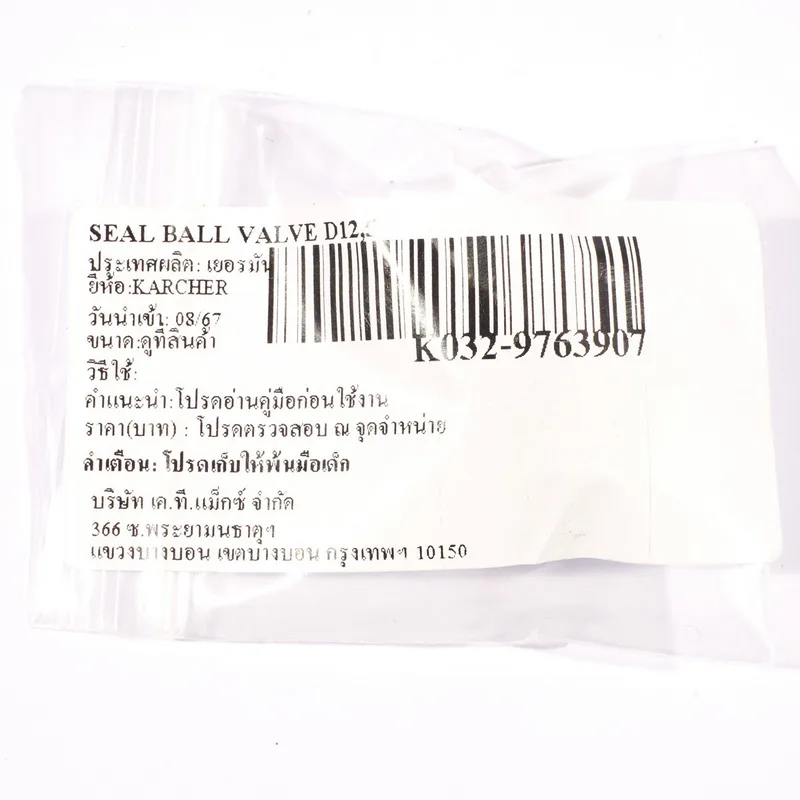 SEAL BALL VALVE D12,
ประเทศผลิต: เยอรมัน
ยี่ห้อ:KARCHER
วันนำเข้า: 08/67
ขนาด:ดูที่สินค้า
K032-9763907
วิธีใช้:
คำแนะนำ:โปรดอ่านคู่มือก่อนใช้งาน
ราคา(บาท) : โปรดตรวจสอบ ณ จุดจำหน่าย
คำเตือน: โปรดเก็บให้พ้นมือเด็ก
บริษัท เค.ที.แม็กซ์ จำกัด
366 ซ.พระยามนธาตุฯ
แขวงบางบอน เขตบางบอน กรุงเทพฯ 10150